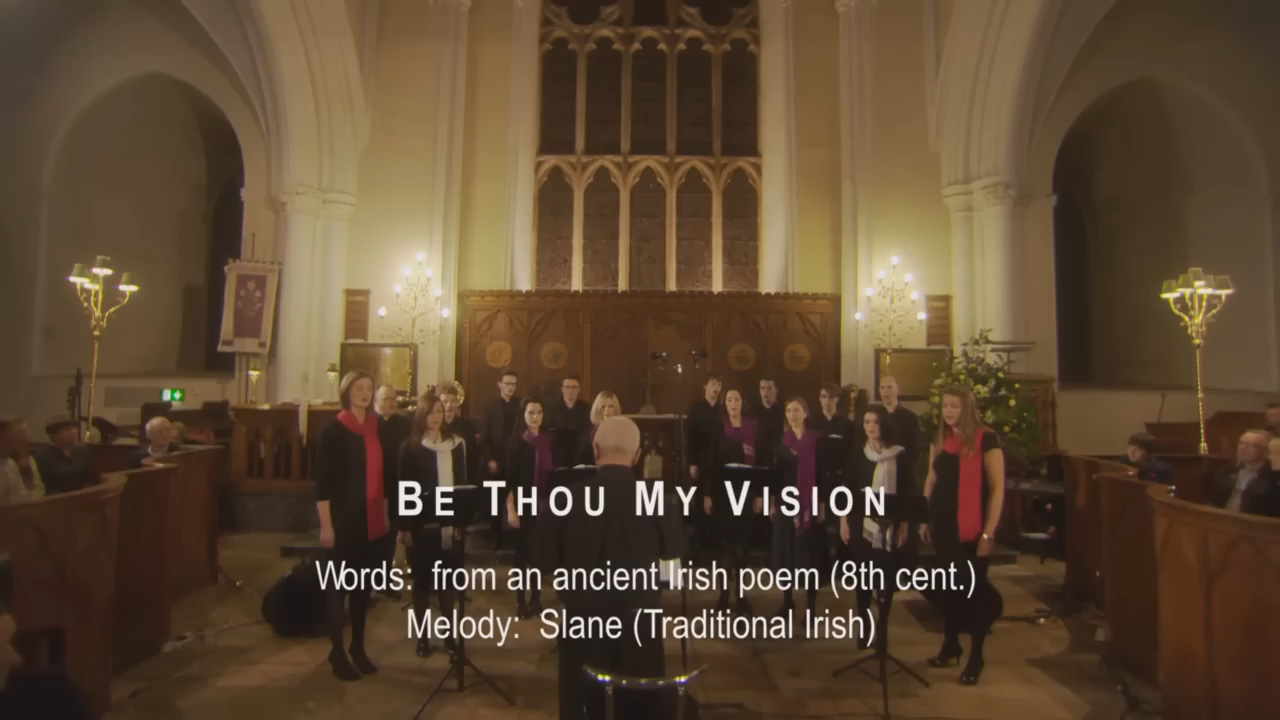 BE THOU MY VISION
Words: from an ancient Irish poem (8th cent.)
Melody: Slane (Traditional Irish)